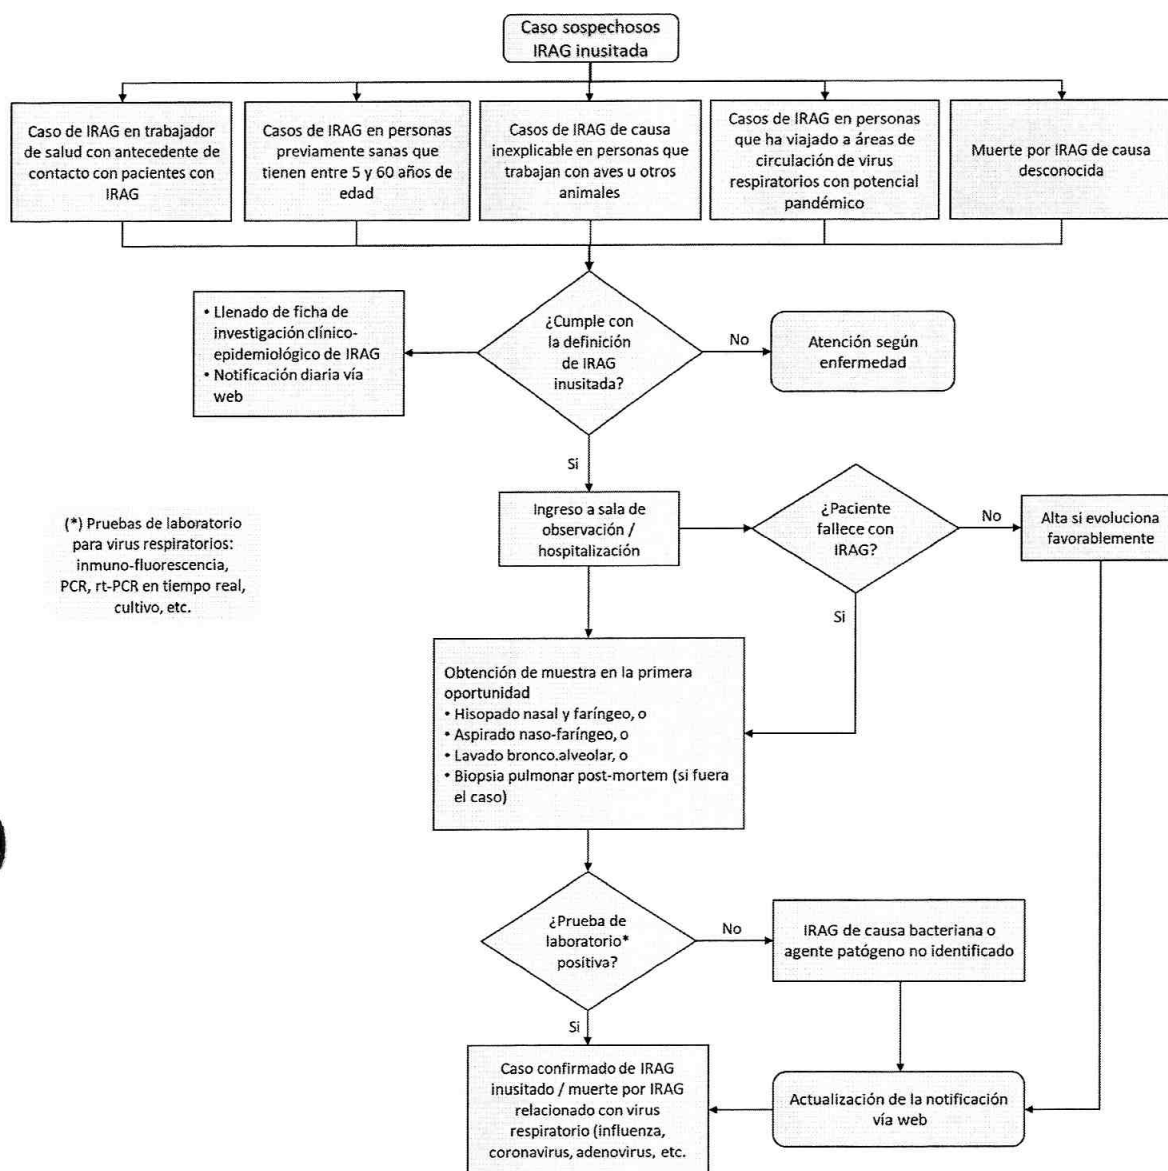 Caso sospechosos
IRAG inusitada
Caso de IRAG en trabajador
de salud con antecedente de
contacto con pacientes con
IRAG
Casos de IRAG en personas
previamente sanas que
tienen entre 5 y 60 años de
edad
Casos de IRAG de causa
inexplicable en personas que
trabajan con aves u otros
animales
Casos de IRAG en personas
que ha viajado a áreas de
circulación de virus
respiratorios con potencial
pandémico
Muerte por IRAG de causa
desconocida
• Llenado de ficha de
investigación clínico-
epidemiológico de IRAG
• Notificación diaria vía
web
¿Cumple con
la definición
de IRAG
inusitada?
No
Atención según
enfermedad
Si
(*) Pruebas de laboratorio
para virus respiratorios:
inmuno-fluorescencia,
PCR, rt-PCR en tiempo real,
cultivo, etc.
Ingreso a sala de
observación /
hospitalización
¿Paciente
fallece con
IRAG?
No
Alta si evoluciona
favorablemente
Si
Obtención de muestra en la primera
oportunidad
• Hisopado nasal y faríngeo, o
• Aspirado naso-faríngeo, o
• Lavado bronco.alveolar, o
• Biopsia pulmonar post-mortem (si fuera
el caso)
¿Prueba de
laboratorio*
positiva?
No
IRAG de causa bacteriana o
agente patógeno no identificado
Si
Caso confirmado de IRAG
inusitado / muerte por IRAG
relacionado con virus
respiratorio (influenza,
coronavirus, adenovirus, etc.
Actualización de la notificación
vía web